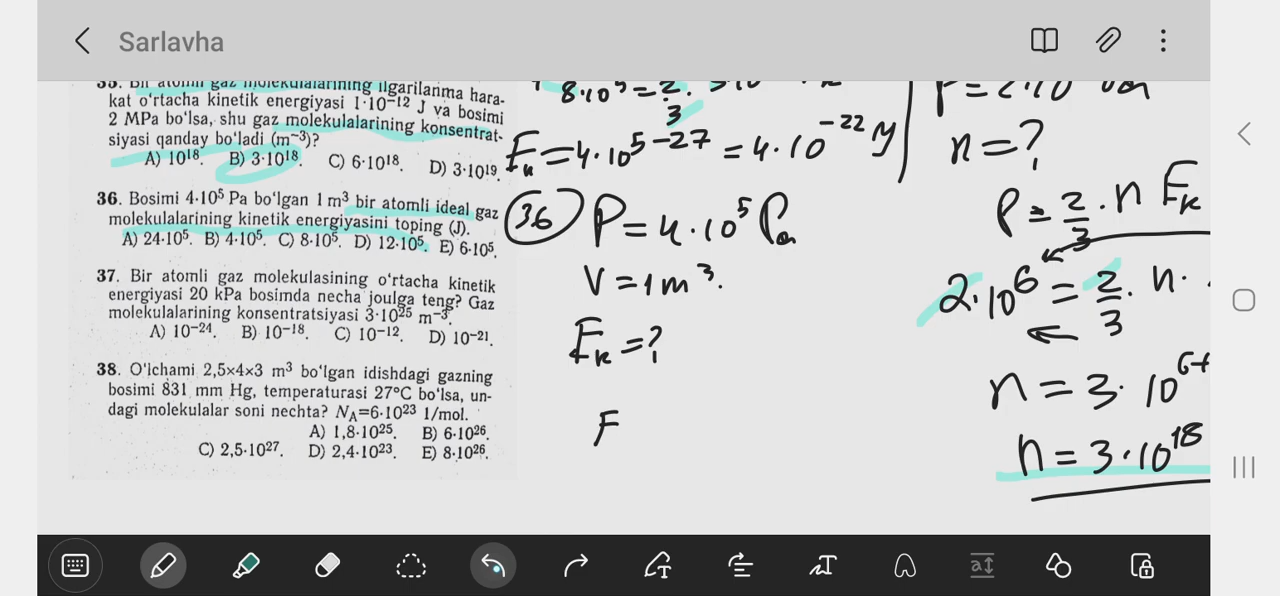 Sarlavha
35. Bir atomli gaz molekulalarining ilgarilanma hara-
kat o‘rtacha kinetik energiyasi 1·10⁻¹² J va bosimi
2 MPa bo‘lsa, shu gaz molekulalarining konsentrat-
siyasi qanday bo‘ladi (m⁻³)?
A) 10¹⁸. B) 3·10¹⁸. C) 6·10¹⁸. D) 3·10¹⁹.
36. Bosimi 4·10⁵ Pa bo‘lgan 1 m³ bir atomli ideal gaz
molekulalarining kinetik energiyasini toping (J).
A) 24·10⁵. B) 4·10⁵. C) 8·10⁵. D) 12·10⁵. E) 6·10⁵.
37. Bir atomli gaz molekulasining o‘rtacha kinetik
energiyasi 20 kPa bosimda necha joulga teng? Gaz
molekulalarining konsentratsiyasi 3·10²⁵ m⁻³.
A) 10⁻²⁴. B) 10⁻¹⁸. C) 10⁻¹². D) 10⁻²¹.
38. O'lchami 2,5×4×3 m³ bo‘lgan idishdagi gazning
bosimi 831 mm Hg, temperaturasi 27°C bo‘lsa, un-
dagi molekulalar soni nechta? N_A=6·10²³ 1/mol.
A) 1,8·10²⁵. B) 6·10²⁶.
C) 2,5·10²⁷. D) 2,4·10²³. E) 8·10²⁶.
8·10⁵=2/3·
E_k=4·10⁵⁻²⁷=4·10⁻²² J
36 P=4·10⁵ Pa
V=1m³.
E_k=?
E
n=?
P=2/3·n E_k
2·10⁶=2/3·n·
n=3·10⁶⁺
n=3·10¹⁸